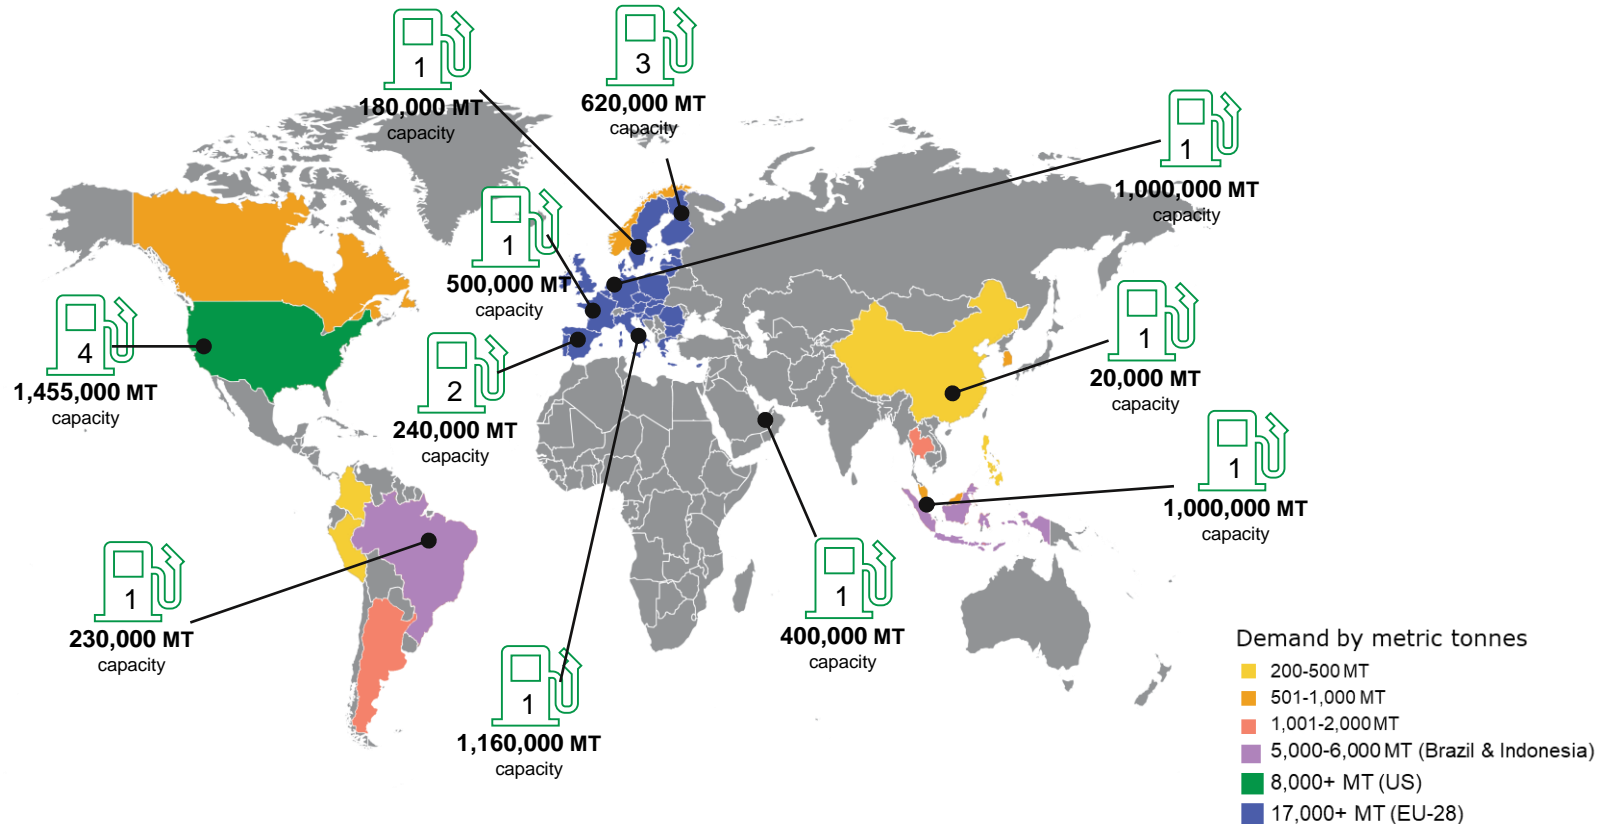 1
180,000 MT
capacity
3
620,000 MT
capacity
1
1,000,000 MT
capacity
1
500,000 MT
capacity
4
1,455,000 MT
capacity
2
240,000 MT
capacity
1
20,000 MT
capacity
1
1,000,000 MT
capacity
1
230,000 MT
capacity
1
400,000 MT
capacity
1
1,160,000 MT
capacity
Demand by metric tonnes
200-500 MT
501-1,000 MT
1,001-2,000 MT
5,000-6,000 MT (Brazil & Indonesia)
8,000+ MT (US)
17,000+ MT (EU-28)